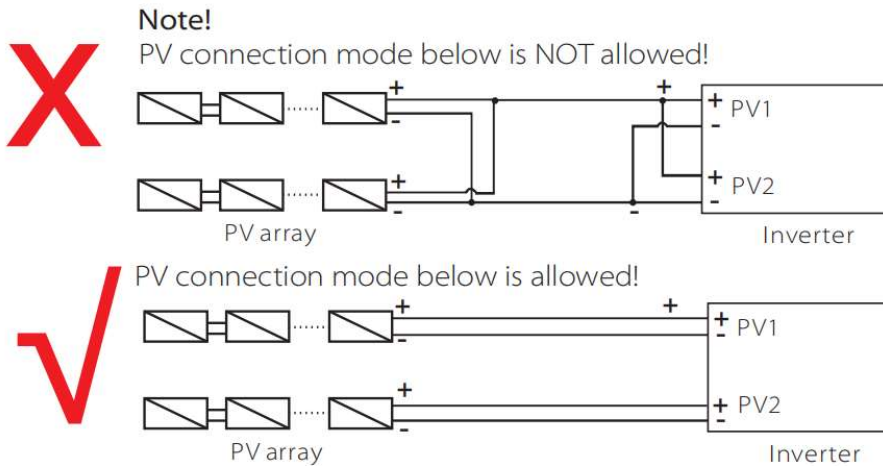 Note!
PV connection mode below is NOT allowed!
+ + + PV1
- -
+ + PV2
- - -
PV array
Inverter
PV connection mode below is allowed!
+ + + PV1
- -
+ + PV2
- -
PV array
Inverter